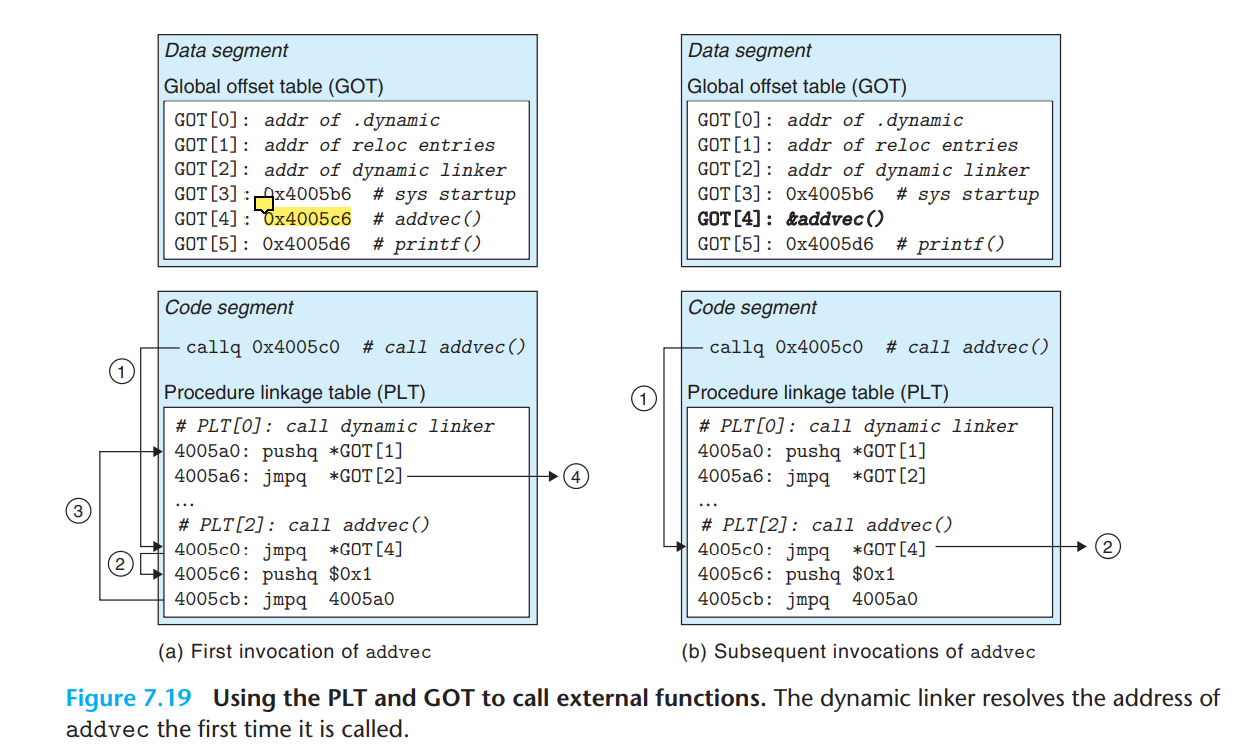 Data segment
Global offset table (GOT)
GOT[0]: addr of .dynamic
GOT[1]: addr of reloc entries
GOT[2]: addr of dynamic linker
GOT[3]: 0x4005b6 # sys startup
GOT[4]: 0x4005c6 # addvec()
GOT[5]: 0x4005d6 # printf()
Code segment
callq 0x4005c0 # call addvec()
Procedure linkage table (PLT)
# PLT[0]: call dynamic linker
4005a0: pushq *GOT[1]
4005a6: jmpq *GOT[2]
...
# PLT[2]: call addvec()
4005c0: jmpq *GOT[4]
4005c6: pushq $0x1
4005cb: jmpq 4005a0
1
2
3
4
(a) First invocation of addvec
Data segment
Global offset table (GOT)
GOT[0]: addr of .dynamic
GOT[1]: addr of reloc entries
GOT[2]: addr of dynamic linker
GOT[3]: 0x4005b6 # sys startup
GOT[4]: &addvec()
GOT[5]: 0x4005d6 # printf()
Code segment
callq 0x4005c0 # call addvec()
Procedure linkage table (PLT)
# PLT[0]: call dynamic linker
4005a0: pushq *GOT[1]
4005a6: jmpq *GOT[2]
...
# PLT[2]: call addvec()
4005c0: jmpq *GOT[4]
4005c6: pushq $0x1
4005cb: jmpq 4005a0
1
2
(b) Subsequent invocations of addvec
Figure 7.19 Using the PLT and GOT to call external functions. The dynamic linker resolves the address of
addvec the first time it is called.